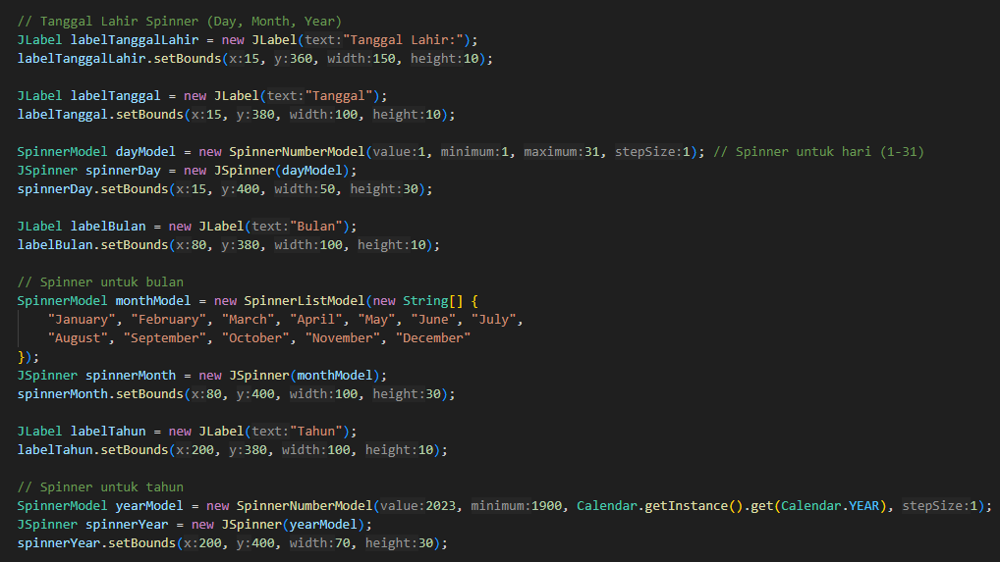 // Tanggal Lahir Spinner (Day, Month, Year)
JLabel labelTanggalLahir = new JLabel(text:"Tanggal Lahir:");
labelTanggalLahir.setBounds(x:15, y:360, width:150, height:10);

JLabel labelTanggal = new JLabel(text:"Tanggal");
labelTanggal.setBounds(x:15, y:380, width:100, height:10);

SpinnerModel dayModel = new SpinnerNumberModel(value:1, minimum:1, maximum:31, stepSize:1); // Spinner untuk hari (1-31)
JSpinner spinnerDay = new JSpinner(dayModel);
spinnerDay.setBounds(x:15, y:400, width:50, height:30);

JLabel labelBulan = new JLabel(text:"Bulan");
labelBulan.setBounds(x:80, y:380, width:100, height:10);

// Spinner untuk bulan
SpinnerModel monthModel = new SpinnerListModel(new String[] {
    "January", "February", "March", "April", "May", "June", "July",
    "August", "September", "October", "November", "December"
});
JSpinner spinnerMonth = new JSpinner(monthModel);
spinnerMonth.setBounds(x:80, y:400, width:100, height:30);

JLabel labelTahun = new JLabel(text:"Tahun");
labelTahun.setBounds(x:200, y:380, width:100, height:10);

// Spinner untuk tahun
SpinnerModel yearModel = new SpinnerNumberModel(value:2023, minimum:1900, Calendar.getInstance().get(Calendar.YEAR), stepSize:1);
JSpinner spinnerYear = new JSpinner(yearModel);
spinnerYear.setBounds(x:200, y:400, width:70, height:30);